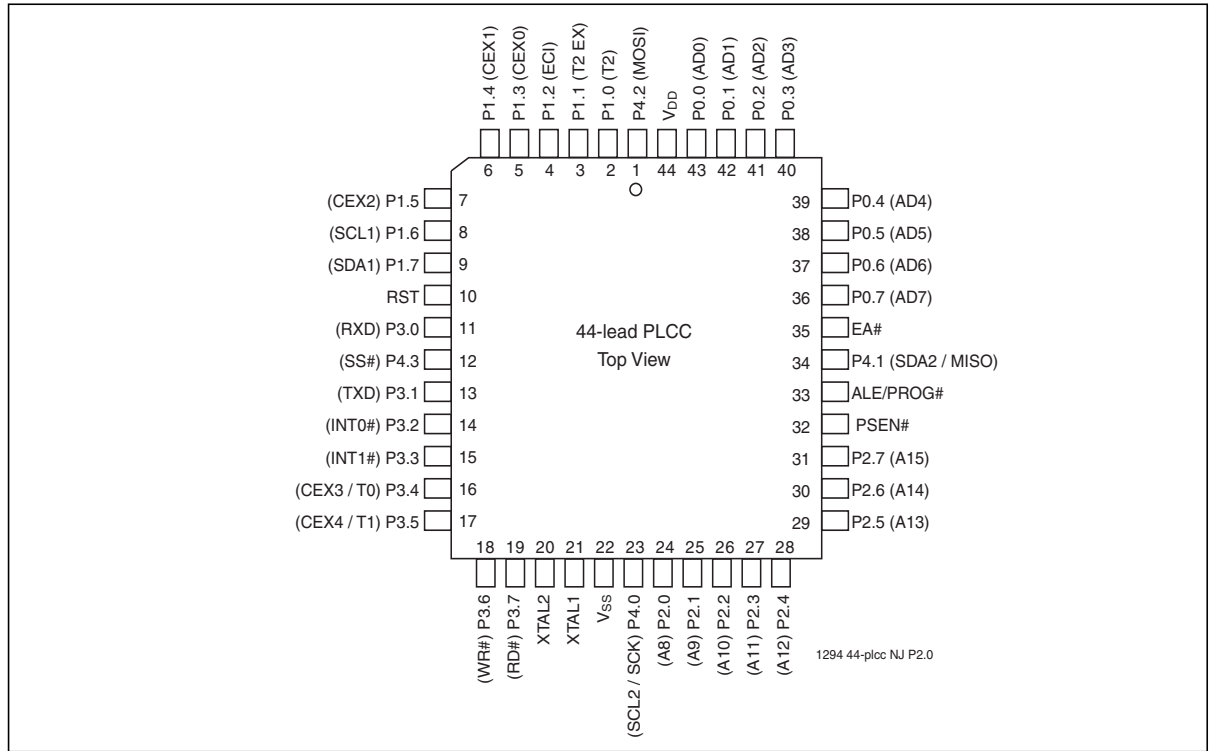 P1.4 (CEX1)
P1.3 (CEX0)
P1.2 (ECI)
P1.1 (T2 EX)
P1.0 (T2)
P4.2 (MOSI)
VDD
P0.0 (AD0)
P0.1 (AD1)
P0.2 (AD2)
P0.3 (AD3)
6 5 4 3 2 1 44 43 42 41 40
(CEX2) P1.5 7
(SCL1) P1.6 8
(SDA1) P1.7 9
RST 10
(RXD) P3.0 11
(SS#) P4.3 12
(TXD) P3.1 13
(INT0#) P3.2 14
(INT1#) P3.3 15
(CEX3 / T0) P3.4 16
(CEX4 / T1) P3.5 17
44-lead PLCC
Top View
39 P0.4 (AD4)
38 P0.5 (AD5)
37 P0.6 (AD6)
36 P0.7 (AD7)
35 EA#
34 P4.1 (SDA2 / MISO)
33 ALE/PROG#
32 PSEN#
31 P2.7 (A15)
30 P2.6 (A14)
29 P2.5 (A13)
18 19 20 21 22 23 24 25 26 27 28
(WR#) P3.6
(RD#) P3.7
XTAL2
XTAL1
VSS
(SCL2 / SCK) P4.0
(A8) P2.0
(A9) P2.1
(A10) P2.2
(A11) P2.3
(A12) P2.4
1294 44-plcc NJ P2.0